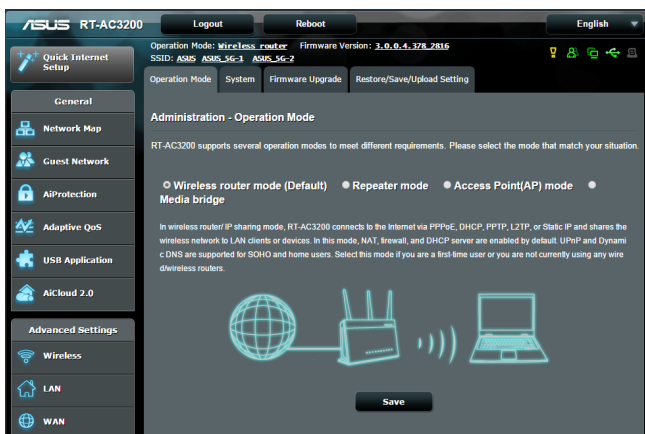 ASUS RT-AC3200 Logout Reboot English
Quick Internet Setup
Operation Mode: Wireless router Firmware Version: 3.0.0.4.378_2816
SSID: ASUS ASUS_5G-1 ASUS_5G-2
Operation Mode System Firmware Upgrade Restore/Save/Upload Setting
General
Network Map
Guest Network
AiProtection
Adaptive QoS
USB Application
AiCloud 2.0
Advanced Settings
Wireless
LAN
WAN
Administration - Operation Mode
RT-AC3200 supports several operation modes to meet different requirements. Please select the mode that match your situation.
Wireless router mode (Default) Repeater mode Access Point(AP) mode
Media bridge
In wireless router/ IP sharing mode, RT-AC3200 connects to the Internet via PPPoE, DHCP, PPTP, L2TP, or Static IP and shares the
wireless network to LAN clients or devices. In this mode, NAT, firewall, and DHCP server are enabled by default. UPnP and Dynami
c DNS are supported for SOHO and home users. Select this mode if you are a first-time user or you are not currently using any wire
d/wireless routers.
Save